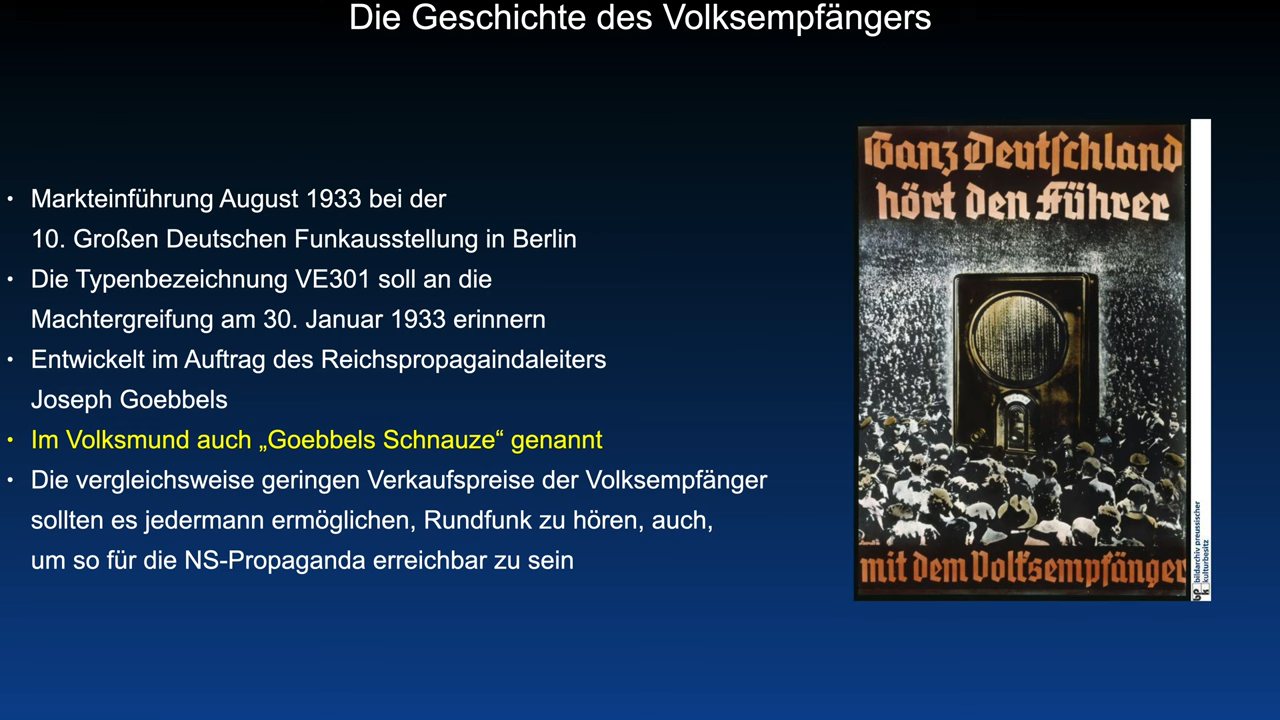 Die Geschichte des Volksempfängers
• Markteinführung August 1933 bei der
10. Großen Deutschen Funkausstellung in Berlin
• Die Typenbezeichnung VE301 soll an die
Machtergreifung am 30. Januar 1933 erinnern
• Entwickelt im Auftrag des Reichspropagaindaleiters
Joseph Goebbels
• Im Volksmund auch „Goebbels Schnauze“ genannt
• Die vergleichsweise geringen Verkaufspreise der Volksempfänger
sollten es jedermann ermöglichen, Rundfunk zu hören, auch,
um so für die NS-Propaganda erreichbar zu sein
Ganz Deutschland
hört den Führer
mit dem Volksempfänger
bpk
bildarchiv preussischer
kulturbesitz